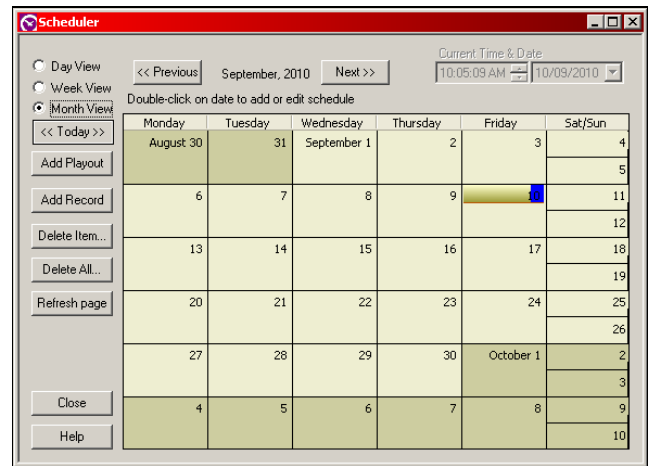 Scheduler
Current Time & Date
Day View
Week View
Month View
<< Previous September, 2010 Next >>
10:05:09 AM 10/09/2010
Double-click on date to add or edit schedule
<< Today >>
Add Playout
Add Record
Delete Item...
Delete All...
Refresh page
Close
Help
Monday Tuesday Wednesday Thursday Friday Sat/Sun
August 30 31 September 1 2 3 4
5
6 7 8 9 10 11
12
13 14 15 16 17 18
19
20 21 22 23 24 25
26
27 28 29 30 October 1 2
3
4 5 6 7 8 9
10